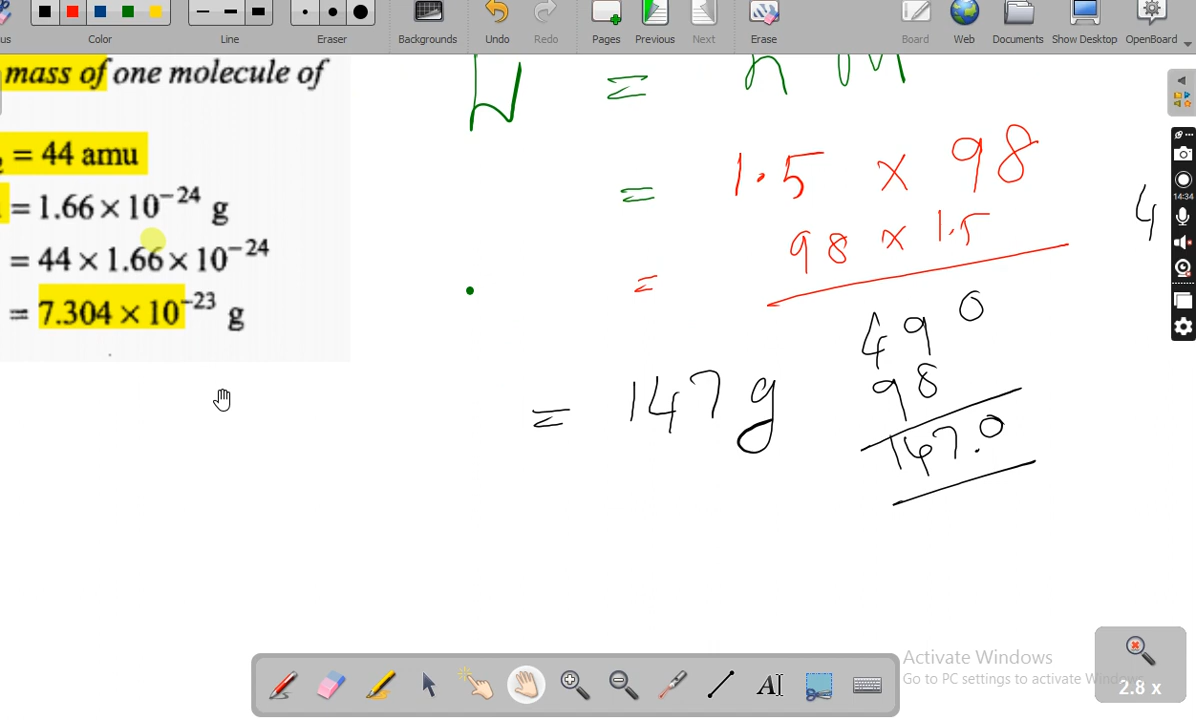 Color
Line
Eraser
Backgrounds
Undo
Redo
Pages
Previous
Next
Erase
Board
Web
Documents
Show Desktop
OpenBoard
mass of one molecule of
= 44 amu
= 1.66 × 10⁻²⁴ g
= 44 × 1.66 × 10⁻²⁴
= 7.304 × 10⁻²³ g
W = n M
= 1.5 × 98
= 98 × 1.5
490
98
147.0
= 147 g
4
14:34
Activate Windows
Go to PC settings to activate Windows.
2.8 x